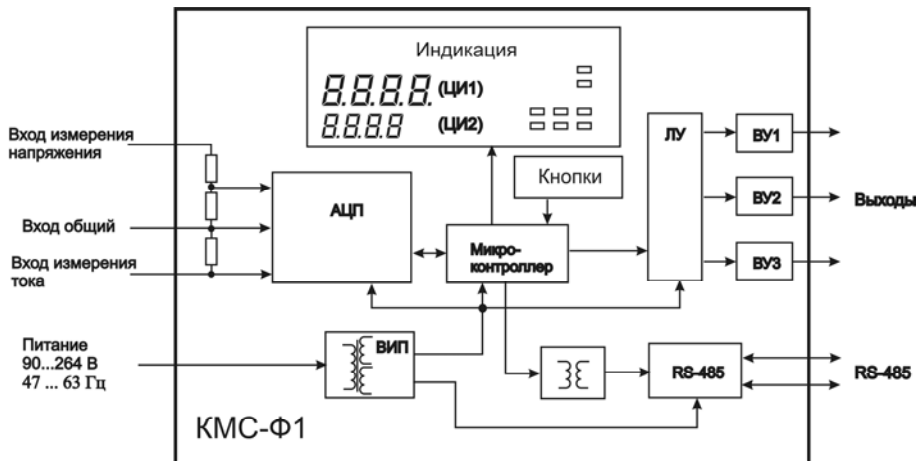 Индикация
8.8.8.8. (ЦИ1)
8.8.8.8 (ЦИ2)
Вход измерения
напряжения
Вход общий
Вход измерения
тока
АЦП
Кнопки
Микро-
контроллер
ЛУ
ВУ1
ВУ2
ВУ3
Выходы
Питание
90...264 В
47 ... 63 Гц
ВИП
RS-485
RS-485
КМС-Ф1